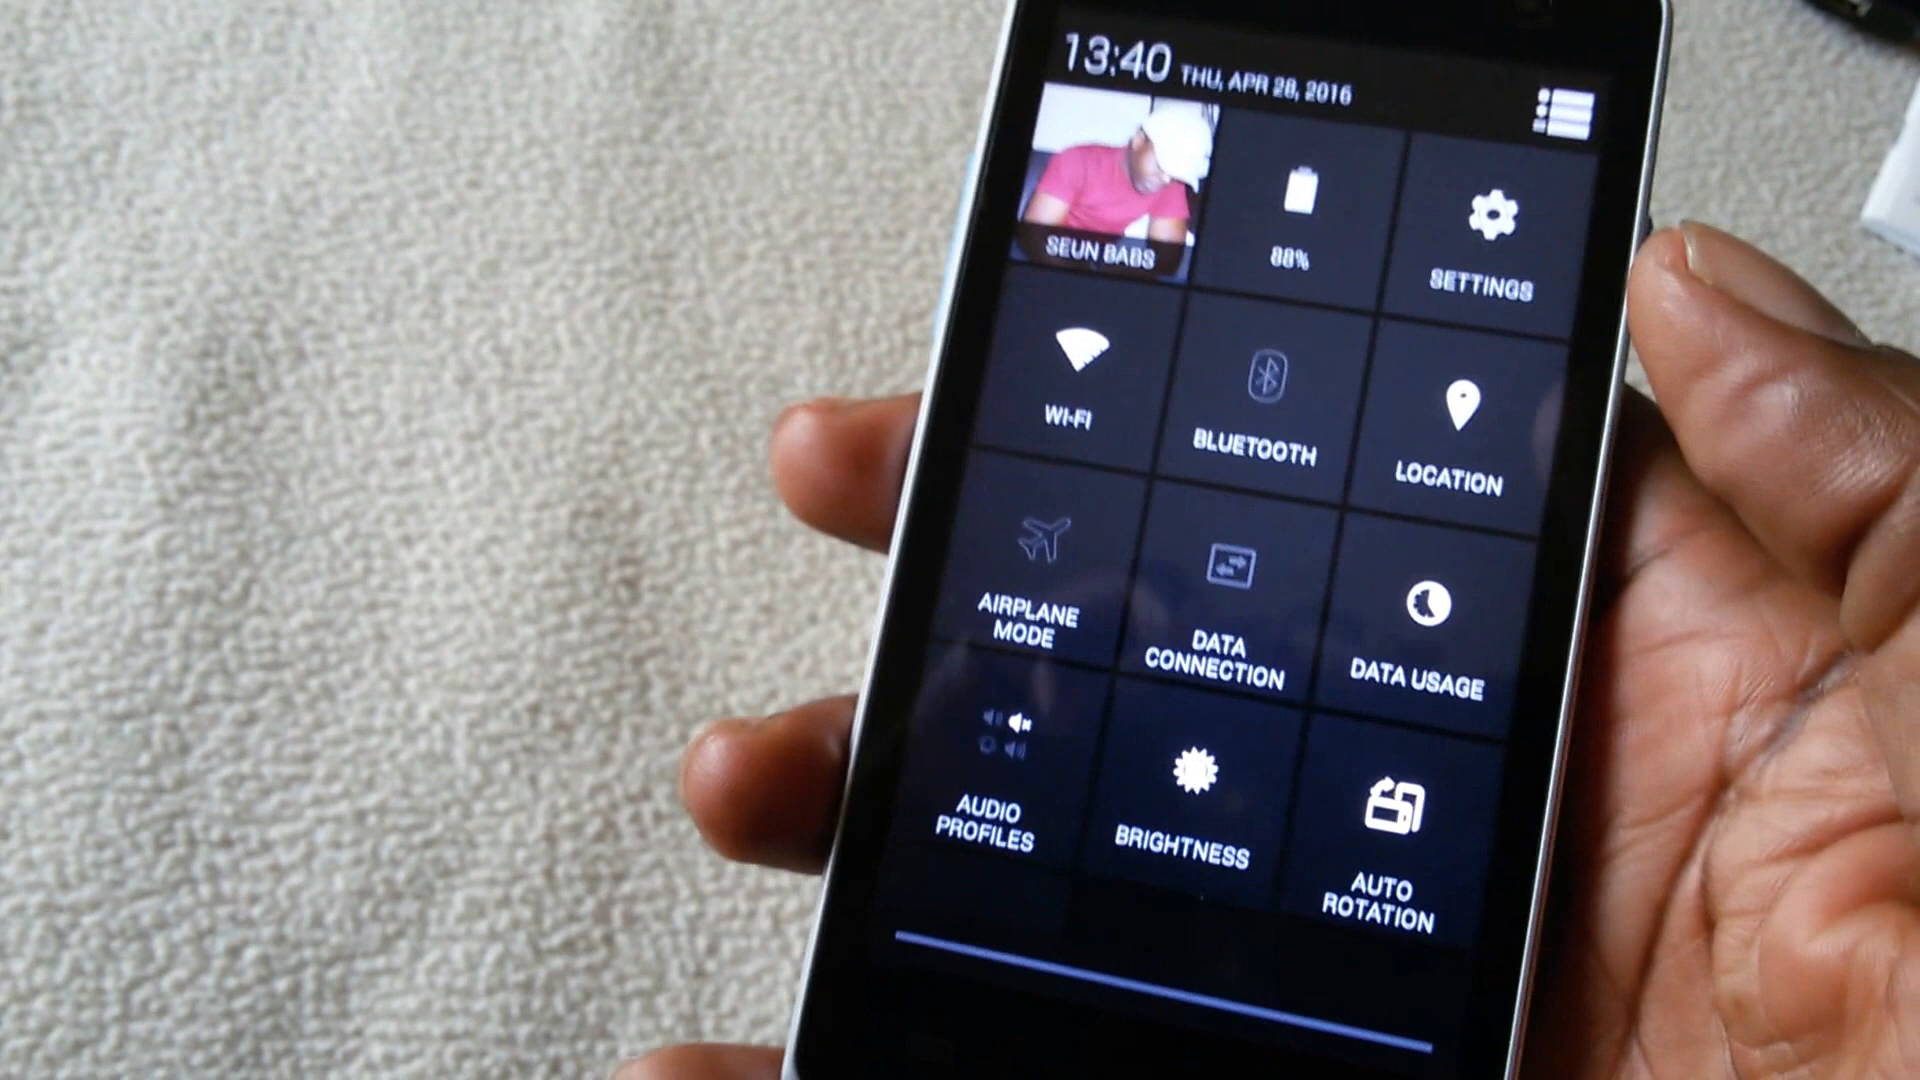 13:40 THU, APR 28, 2016
SEUN BABS
88%
SETTINGS
WI-FI
BLUETOOTH
LOCATION
AIRPLANE
MODE
DATA
CONNECTION
DATA USAGE
AUDIO
PROFILES
BRIGHTNESS
AUTO
ROTATION